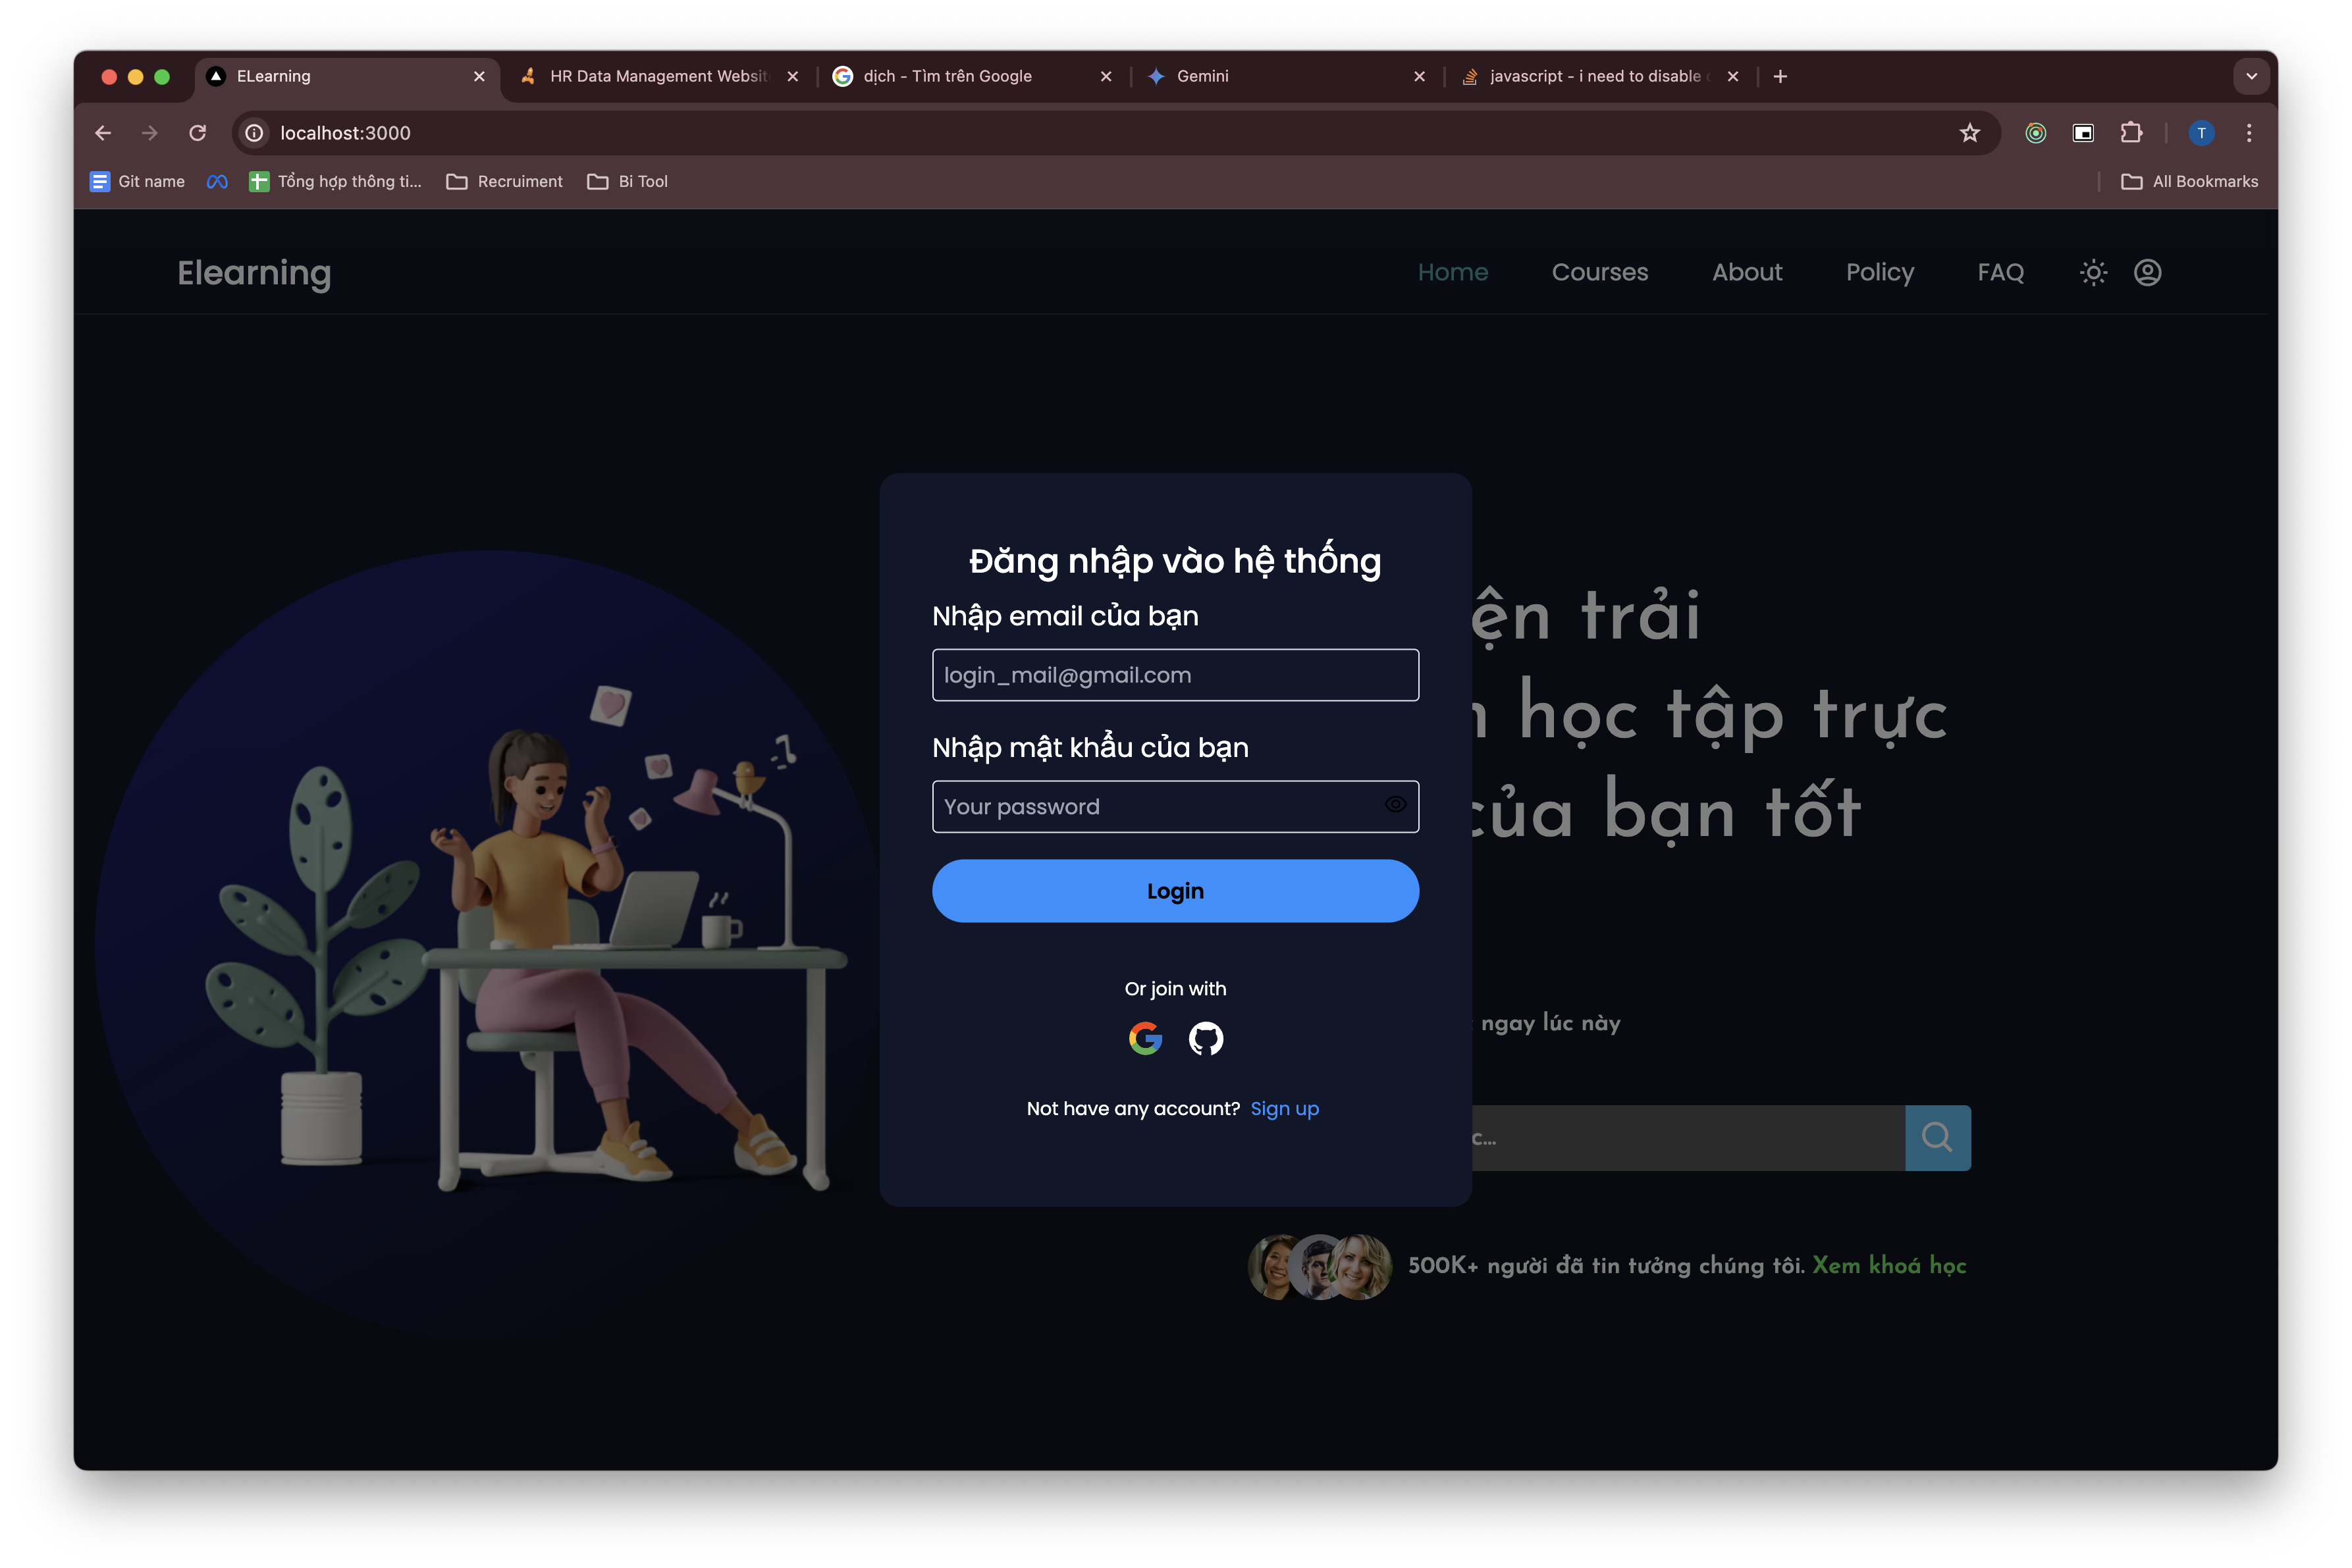 ELearning
HR Data Management Websit
dịch - Tìm trên Google
Gemini
javascript - i need to disable
localhost:3000
T
Git name
Tổng hợp thông ti...
Recruiment
Bi Tool
All Bookmarks
Elearning
Home
Courses
About
Policy
FAQ
Đăng nhập vào hệ thống
Nhập email của bạn
login_mail@gmail.com
Nhập mật khẩu của bạn
Your password
Login
Or join with
Not have any account? Sign up
ện trải
học tập trực
của bạn tốt
ngay lúc này
c...
500K+ người đã tin tưởng chúng tôi. Xem khoá học